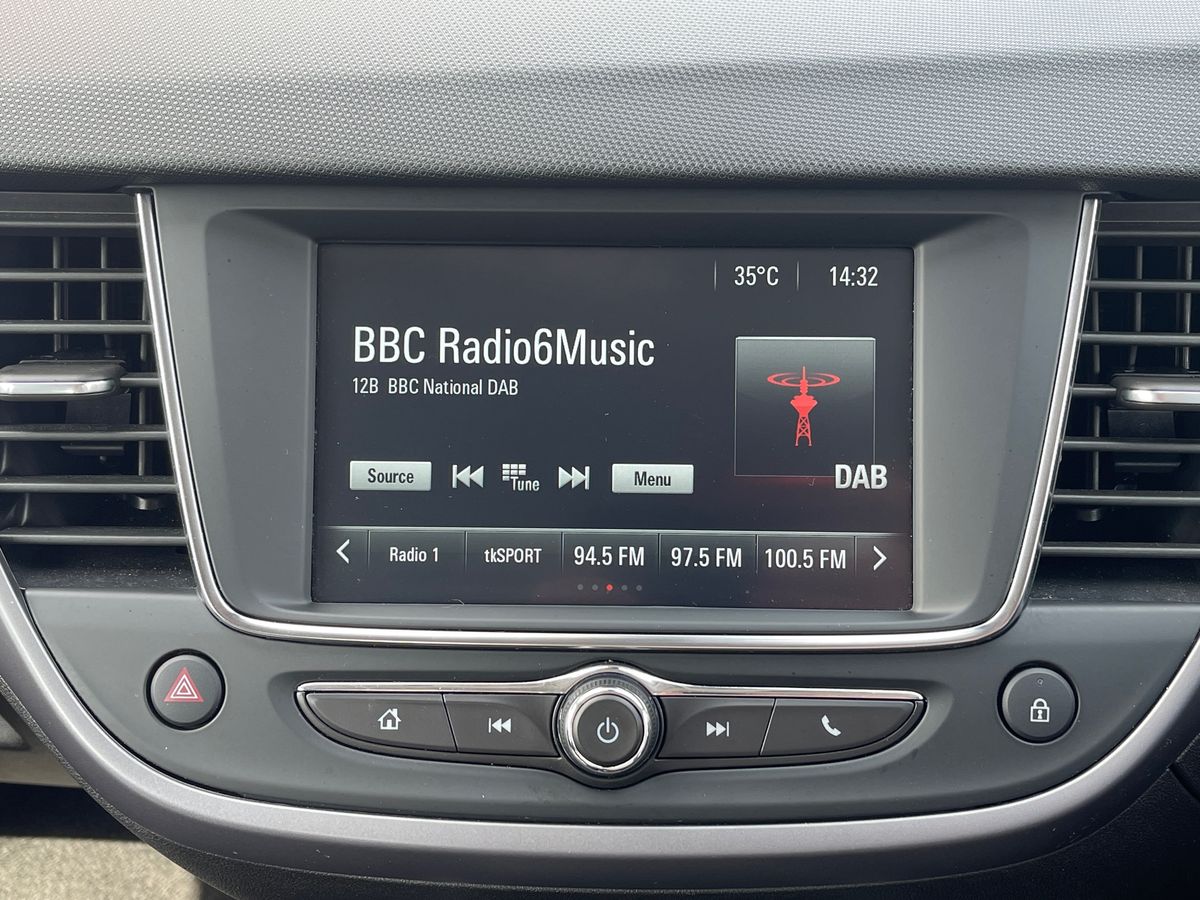 35°C 14:32
BBC Radio6Music
12B BBC National DAB
DAB
Source Tune Menu
Radio 1 tkSPORT 94.5 FM 97.5 FM 100.5 FM